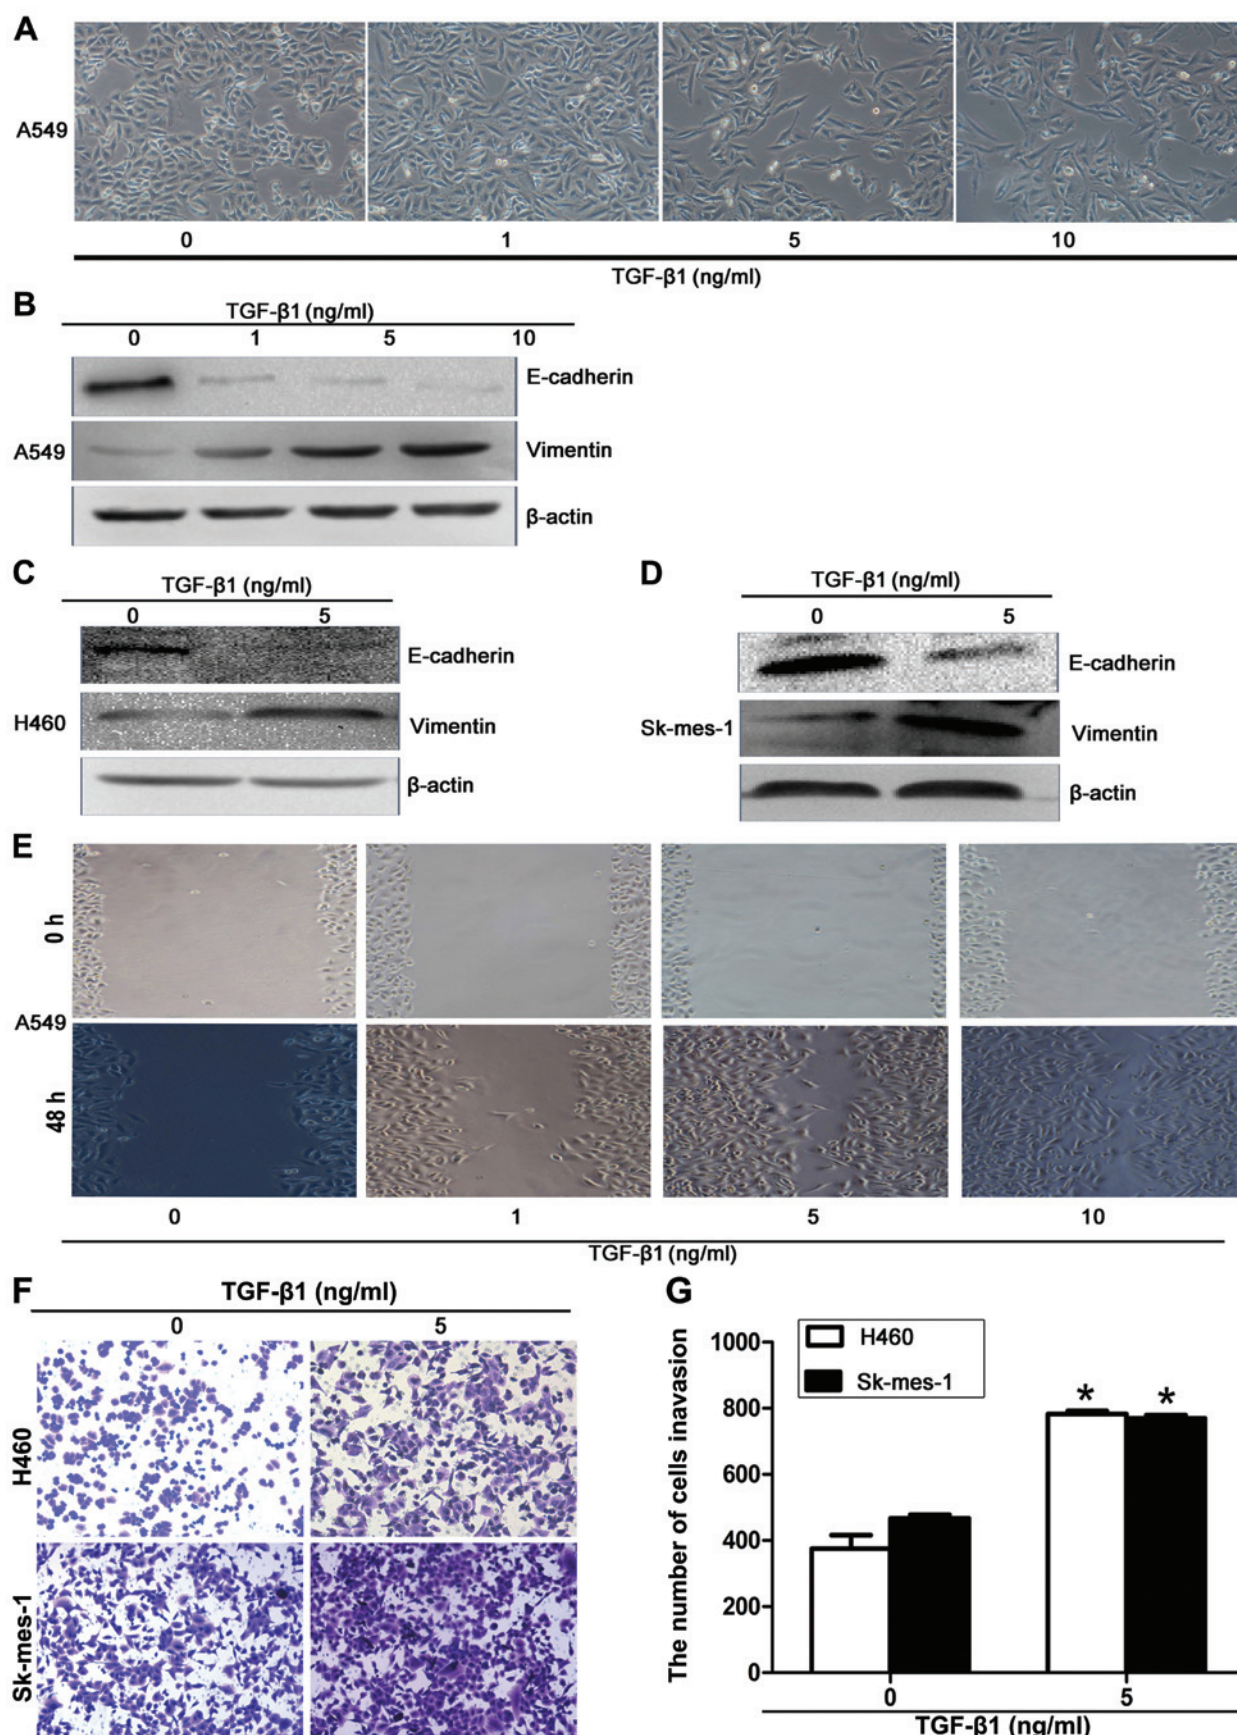 A
A549
0 1 5 10
TGF-β1 (ng/ml)
B
TGF-β1 (ng/ml)
0 1 5 10
E-cadherin
A549
Vimentin
β-actin
C
TGF-β1 (ng/ml)
0 5
E-cadherin
H460
Vimentin
β-actin
D
TGF-β1 (ng/ml)
0 5
E-cadherin
Sk-mes-1
Vimentin
β-actin
E
0 h
A549
48 h
0 1 5 10
TGF-β1 (ng/ml)
F
TGF-β1 (ng/ml)
0 5
H460
Sk-mes-1
G
The number of cells inavasion
1000
800
600
400
200
0
H460
Sk-mes-1
* *
0 5
TGF-β1 (ng/ml)